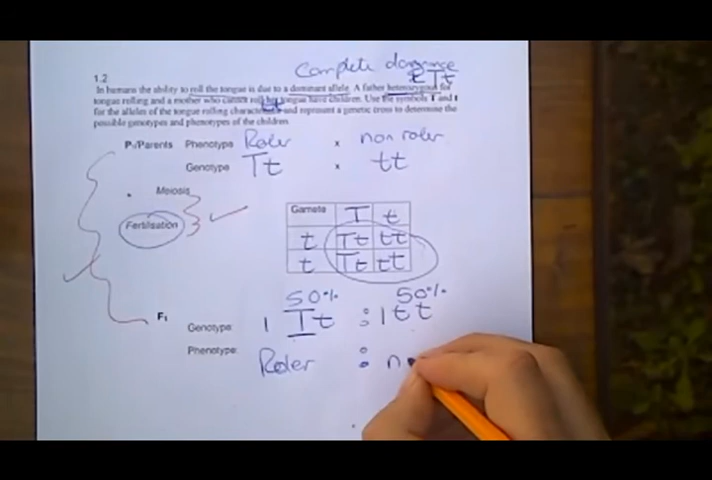 Complete domanance
1.2
t Tt
In humans the ability to roll the tongue is due to a dominant allele. A father heterozygous for
tongue rolling and a mother who cannot roll her tongue have children. Use the symbols T and t
tt
for the alleles of the tongue rolling characteristic and represent a genetic cross to determine the
possible genotypes and phenotypes of the children.
P₁/Parents Phenotype Roler x non roler
Genotype Tt x tt
Meiosis
Fertilisation
Gamete T t
t Tt tt
t Tt tt
50% 50%
F₁ Genotype: 1 Tt : 1 tt
Phenotype: Roler : no